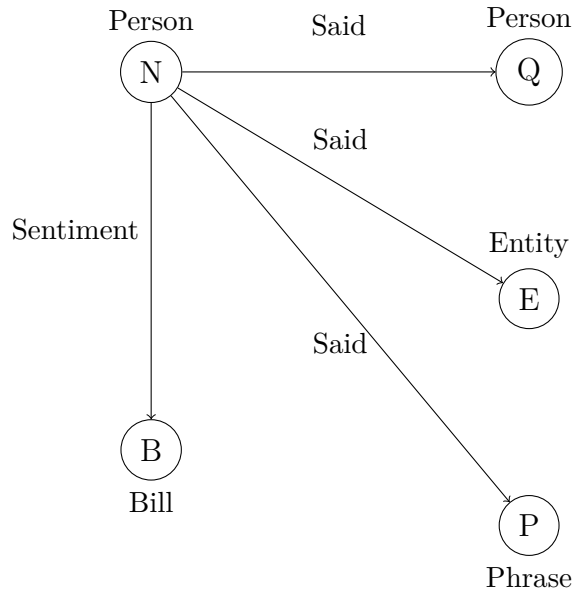 Person
Said
Person
N
Q
Said
Sentiment
Entity
E
Said
B
Bill
P
Phrase